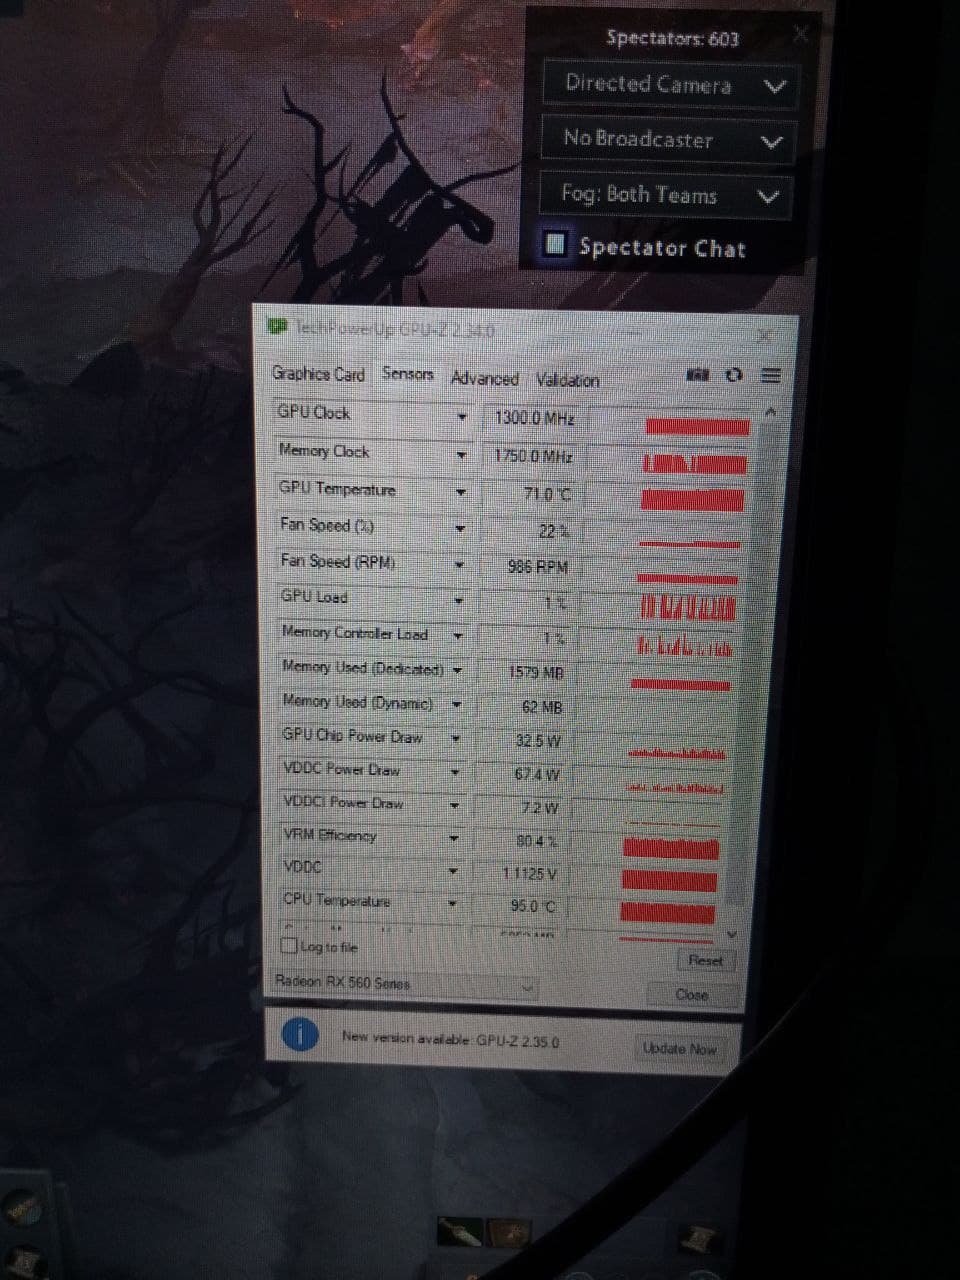 Spectators: 603
Directed Camera
No Broadcaster
Fog: Both Teams
Spectator Chat
TechPowerUp GPU-Z 2.34.0
Graphics Card Sensors Advanced Validation
GPU Clock 1300.0 MHz
Memory Clock 1750.0 MHz
GPU Temperature 71.0 °C
Fan Speed (%) 22 %
Fan Speed (RPM) 986 RPM
GPU Load 1 %
Memory Controller Load 1 %
Memory Used (Dedicated) 1579 MB
Memory Used (Dynamic) 62 MB
GPU Chip Power Draw 32.5 W
VDDC Power Draw 67.4 W
VDDCI Power Draw 7.2 W
VRM Efficiency 80.4 %
VDDC 1.1125 V
CPU Temperature 95.0 °C
Log to file
Reset
Radeon RX 560 Series
Close
New version available: GPU-Z 2.35.0
Update Now